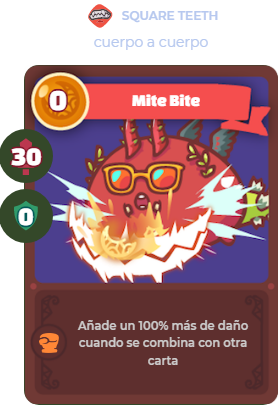 SQUARE TEETH
cuerpo a cuerpo
0
Mite Bite
30
0
Añade un 100% más de daño
cuando se combina con otra
carta